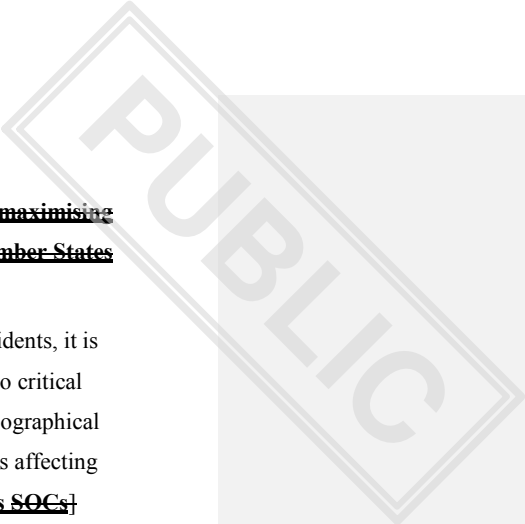 maximising
mber States
idents, it is
o critical
ographical
s affecting
s SOCs]
PUBLIC